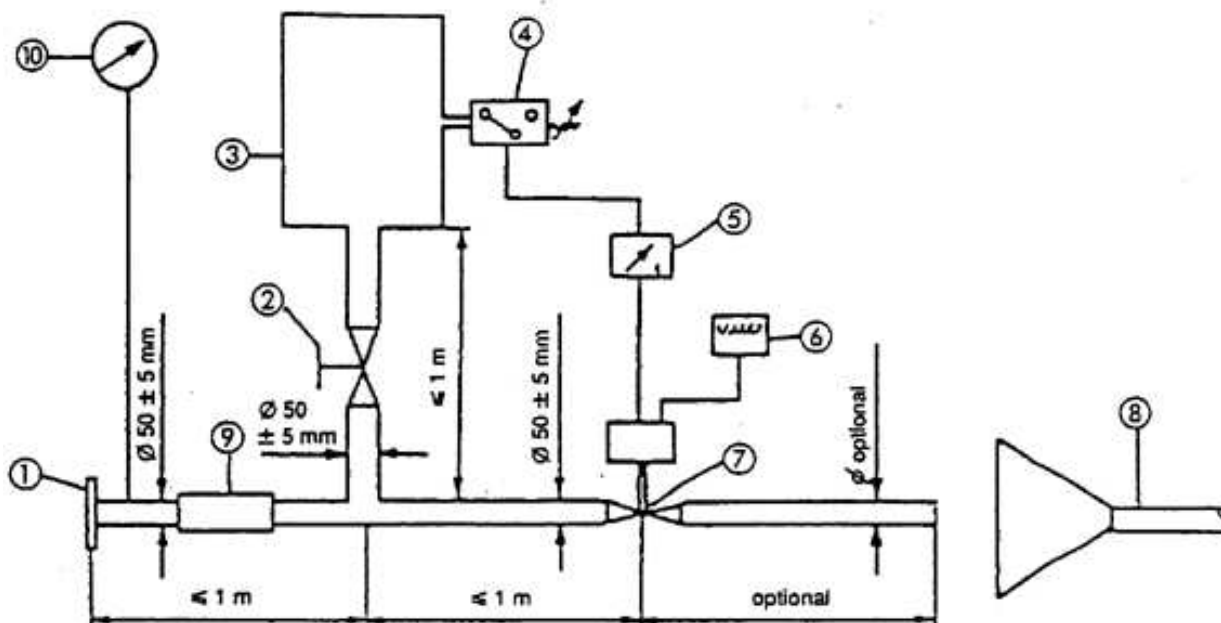 10
4
3
5
2
6
≤ 1 m
Ø 50 ± 5 mm
Ø 50
± 5 mm
Ø 50 ± 5 mm
Ø optional
9
8
1
7
≤ 1 m
≤ 1 m
optional